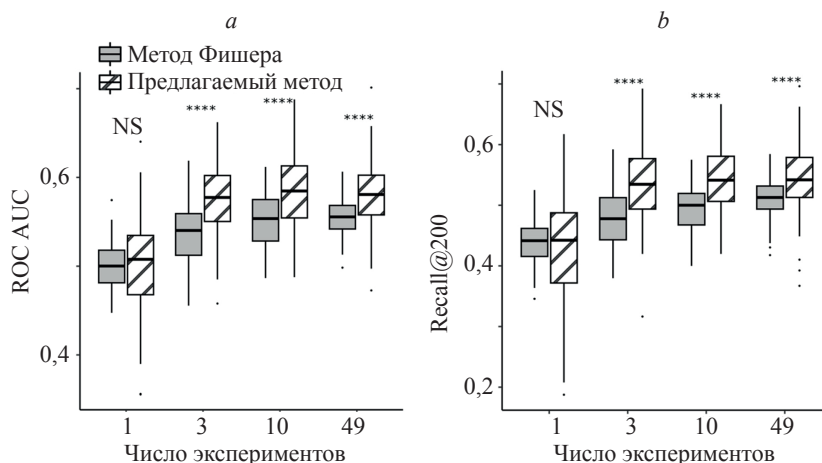 a
Метод Фишера
Предлагаемый метод
NS
****
****
****
0,6
0,4
ROC AUC
1 3 10 49
Число экспериментов
b
NS
****
****
****
0,6
0,4
0,2
Recall@200
1 3 10 49
Число экспериментов